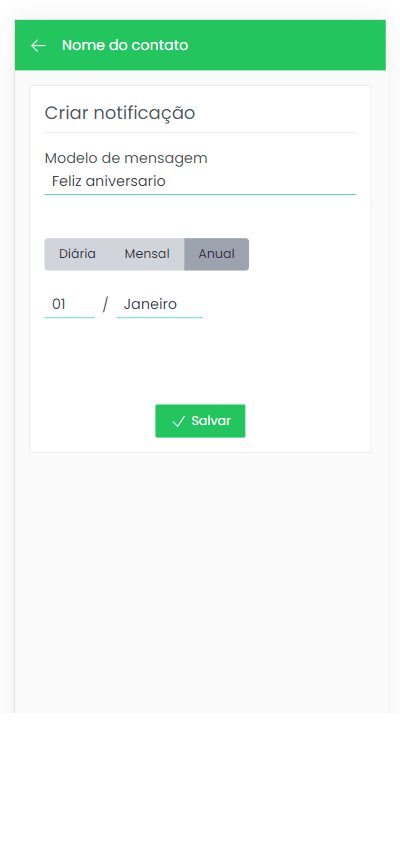 Nome do contato
Criar notificação
Modelo de mensagem
Feliz aniversario
Diária Mensal Anual
01 / Janeiro
Salvar